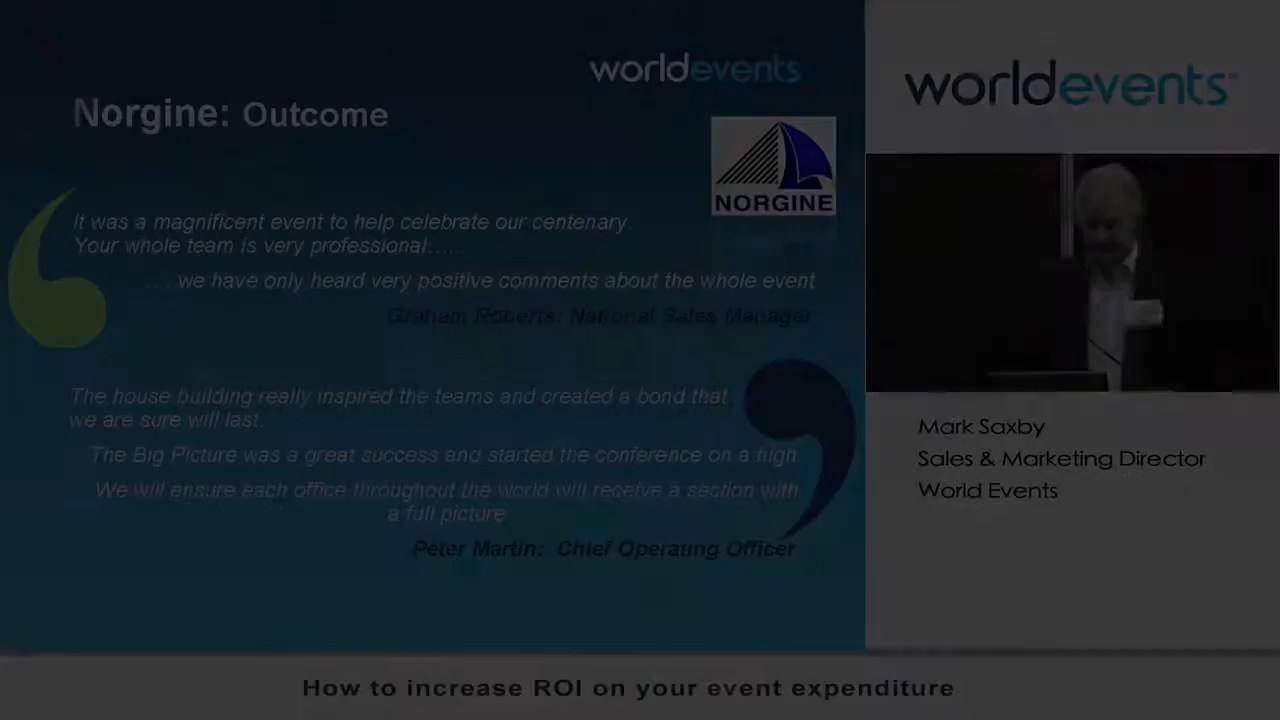 worldevents
Norgine: Outcome
NORGINE
It was a magnificent event to help celebrate our centenary.
Your whole team is very professional……
….. we have only heard very positive comments about the whole event
Graham Roberts: National Sales Manager
The house building really inspired the teams and created a bond that
we are sure will last.
The Big Picture was a great success and started the conference on a high
We will ensure each office throughout the world will receive a section with
a full picture
Peter Martin: Chief Operating Officer
worldevents
Mark Saxby
Sales & Marketing Director
World Events
How to increase ROI on your event expenditure